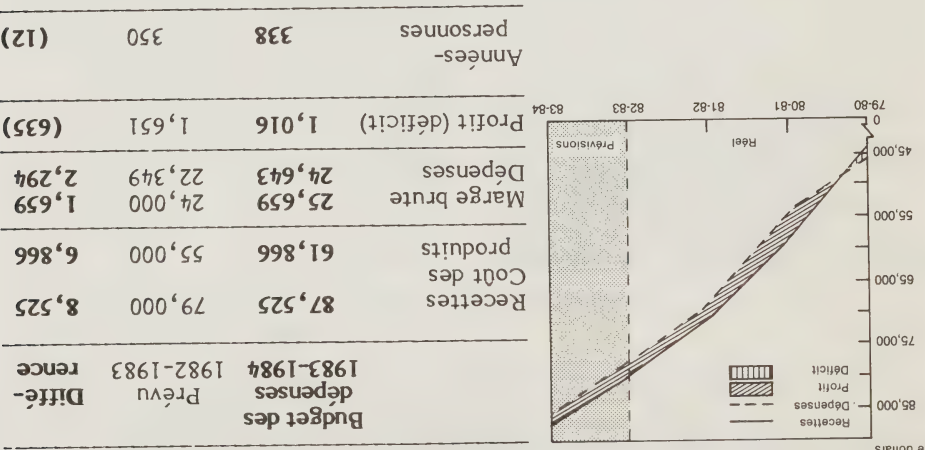 e dollars
85,000
75,000
65,000
55,000
45,000
0
Recettes
Dépenses
Profit
Déficit
Réel
Prévisions
79-80 80-81 81-82 82-83 83-84
Budget des
dépenses Prévu Diffé-
1983-1984 1982-1983 rence
Recettes 87,525 79,000 8,525
Coût des
produits 61,866 55,000 6,866
Marge brute 25,659 24,000 1,659
Dépenses 24,643 22,349 2,294
Profit (déficit) 1,016 1,651 (635)
Années-
personnes 338 350 (12)